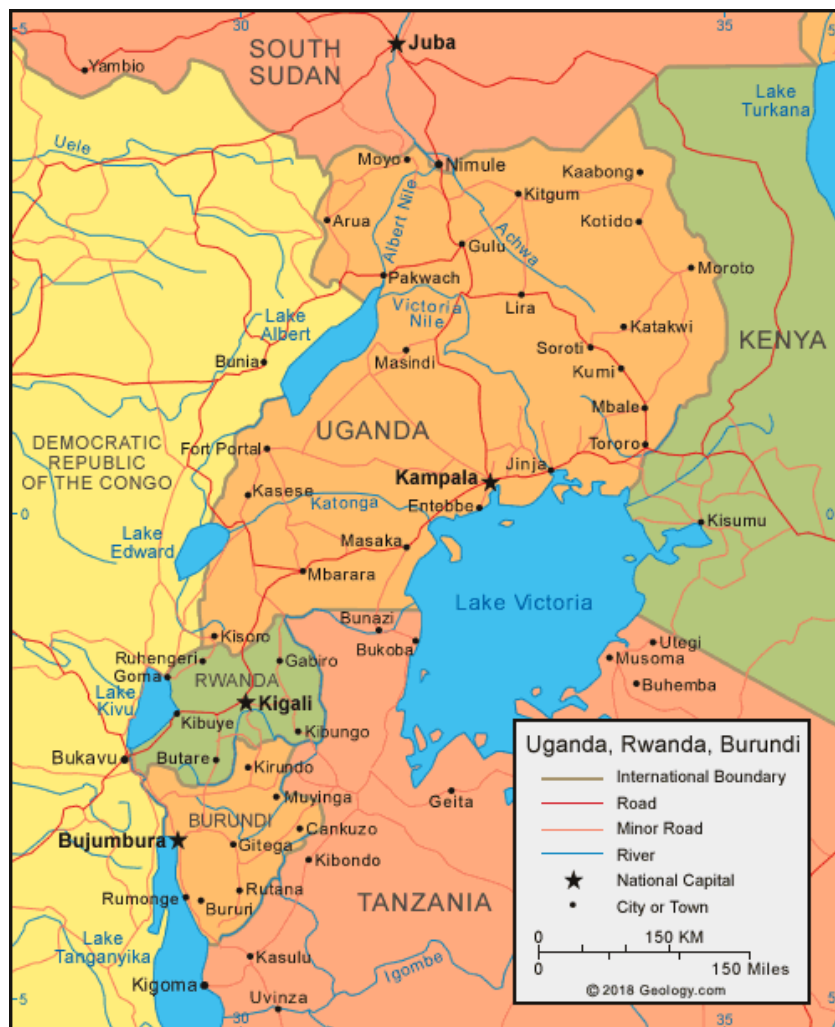 5
30
35
5
SOUTH
SUDAN
Juba
Yambio
Lake
Turkana
Uele
Moyo
Nimule
Kaabong
Kitgum
Albert Nile
Achwa
Arua
Kotido
Gulu
Pakwach
Moroto
Victoria
Nile
Lira
Lake
Albert
Katakwi
KENYA
Bunia
Masindi
Soroti
Kumi
Mbale
UGANDA
DEMOCRATIC
REPUBLIC
OF THE CONGO
Fort Portal
Tororo
Kampala
Jinja
Kasese
Katonga
Entebbe
0
0
Kisumu
Lake
Edward
Masaka
Mbarara
Lake Victoria
Bunazi
Kisoro
Bukoba
Utegi
Ruhengeri
Gabiro
Musoma
Goma
RWANDA
Buhemba
Lake
Kivu
Kigali
Kibuye
Kibungo
Bukavu
Butare
Kirundo
Muyinga
Geita
BURUNDI
Cankuzo
Bujumbura
Gitega
Kibondo
Rutana
Rumonge
Bururi
TANZANIA
Lake
Tanganyika
Kasulu
Igombe
Kigoma
Uvinza
5
30
35
5
Uganda, Rwanda, Burundi
International Boundary
Road
Minor Road
River
National Capital
City or Town
0
150 KM
0
150 Miles
© 2018 Geology.com